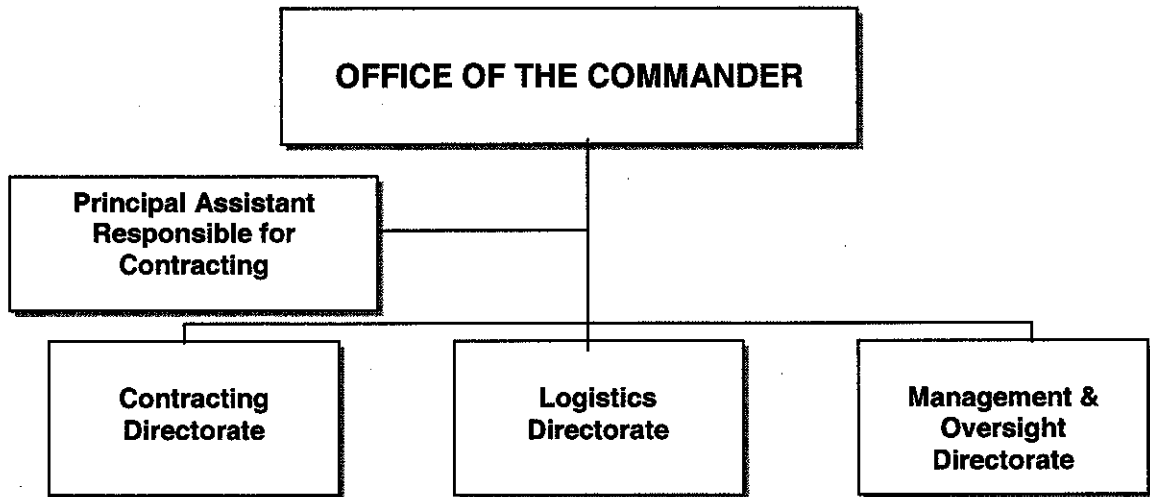 OFFICE OF THE COMMANDER
Principal Assistant
Responsible for
Contracting
Contracting
Directorate
Logistics
Directorate
Management &
Oversight
Directorate